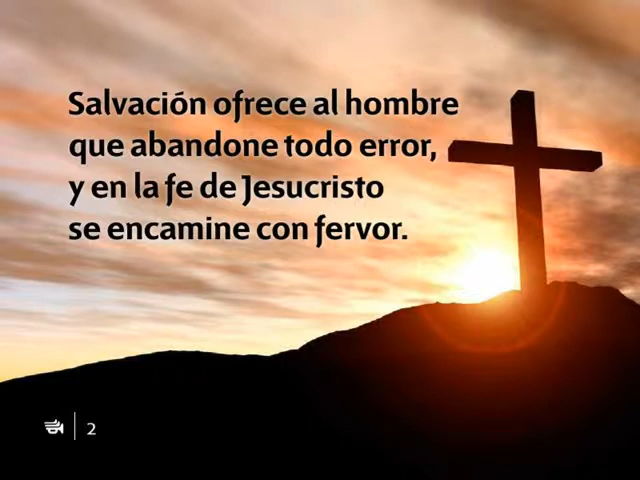 Salvación ofrece al hombre
que abandone todo error,
y en la fe de Jesucristo
se encamine con fervor.
2